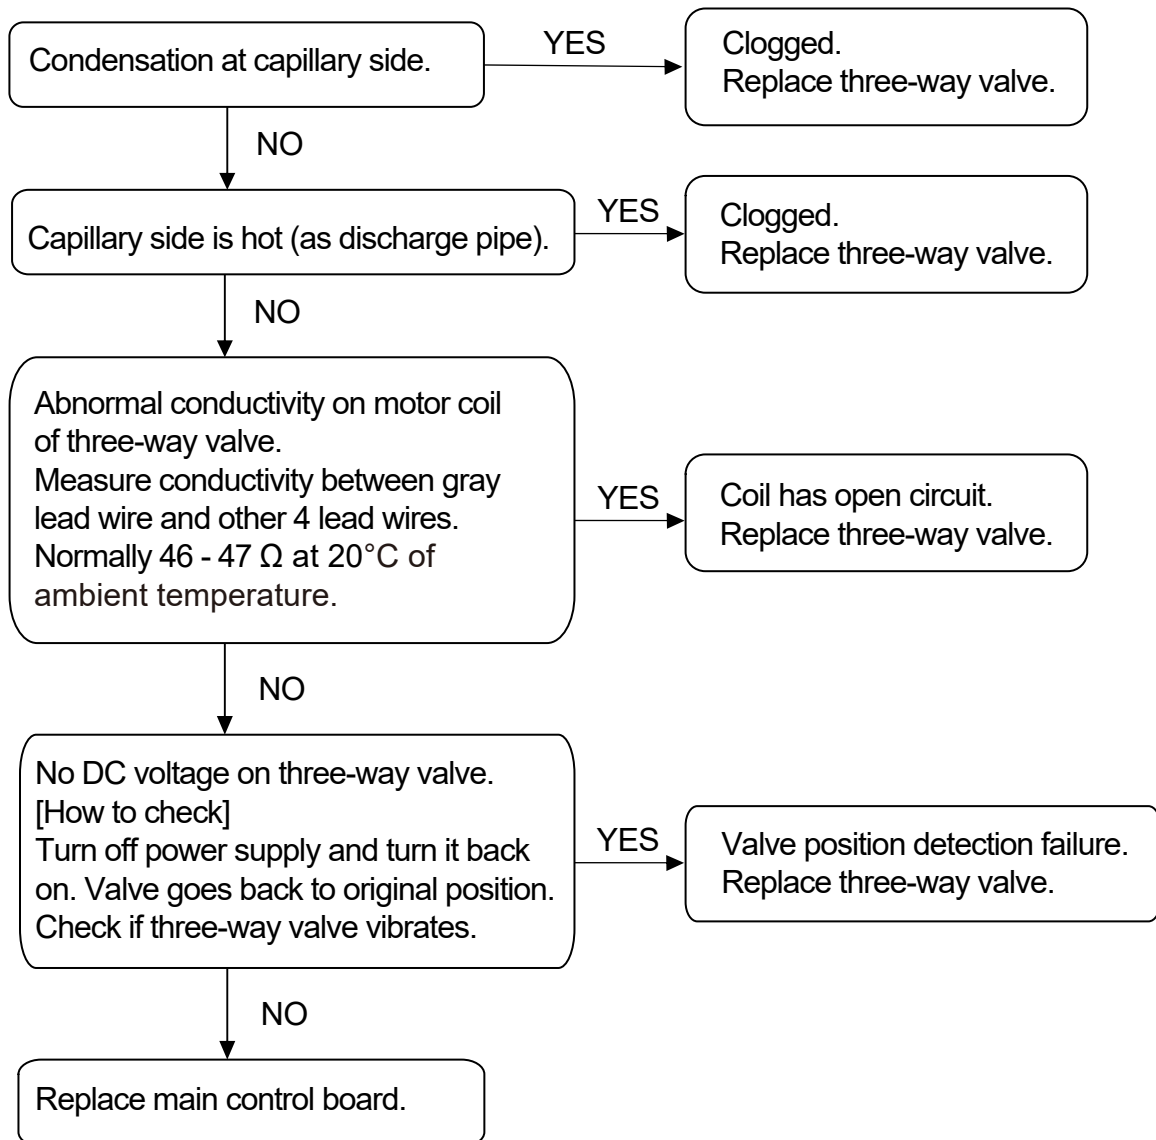 Condensation at capillary side.
YES
Clogged.
Replace three-way valve.
NO
Capillary side is hot (as discharge pipe).
YES
Clogged.
Replace three-way valve.
NO
Abnormal conductivity on motor coil
of three-way valve.
Measure conductivity between gray
lead wire and other 4 lead wires.
Normally 46 - 47 Ω at 20°C of
ambient temperature.
YES
Coil has open circuit.
Replace three-way valve.
NO
No DC voltage on three-way valve.
[How to check]
Turn off power supply and turn it back
on. Valve goes back to original position.
Check if three-way valve vibrates.
YES
Valve position detection failure.
Replace three-way valve.
NO
Replace main control board.